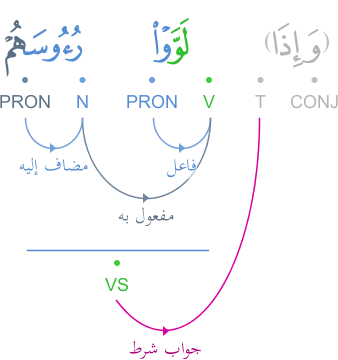 (وَإِذَا) لَوَّوْا۟ رُءُوسَهُمْ
CONJ T V PRON N PRON
فاعل مضاف إليه
مفعول به
VS
جواب شرط